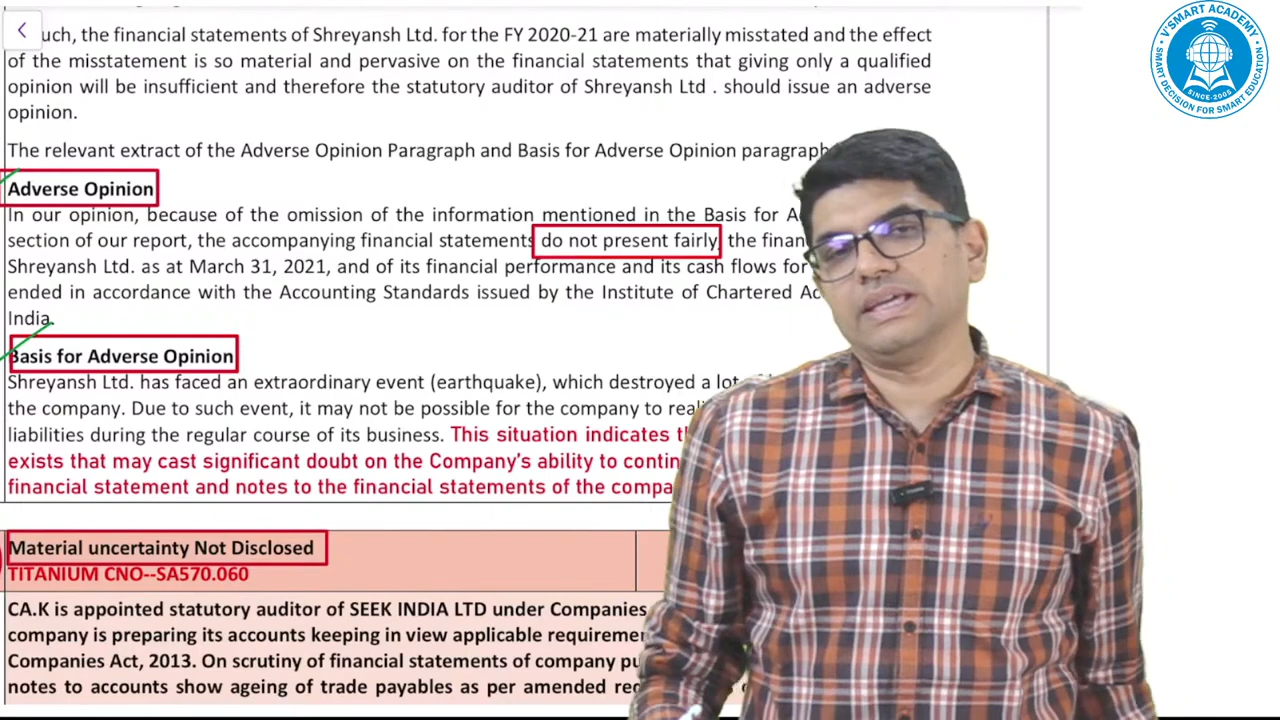 such, the financial statements of Shreyansh Ltd. for the FY 2020-21 are materially misstated and the effect
of the misstatement is so material and pervasive on the financial statements that giving only a qualified
opinion will be insufficient and therefore the statutory auditor of Shreyansh Ltd . should issue an adverse
opinion.
The relevant extract of the Adverse Opinion Paragraph and Basis for Adverse Opinion paragraph
Adverse Opinion
In our opinion, because of the omission of the information mentioned in the Basis for
section of our report, the accompanying financial statements do not present fairly, the
Shreyansh Ltd. as at March 31, 2021, and of its financial performance and its cash flows for
ended in accordance with the Accounting Standards issued by the Institute of Chartered
India.
Basis for Adverse Opinion
Shreyansh Ltd. has faced an extraordinary event (earthquake), which destroyed a lot
the company. Due to such event, it may not be possible for the company to
liabilities during the regular course of its business. This situation indicates
exists that may cast significant doubt on the Company's ability to
financial statement and notes to the financial statements of the
Material uncertainty Not Disclosed
TITANIUM CNO--SA570.060
CA.K is appointed statutory auditor of SEEK INDIA LTD under Companies
company is preparing its accounts keeping in view applicable
Companies Act, 2013. On scrutiny of financial statements of company
notes to accounts show ageing of trade payables as per amended
V'SMART ACADEMY
SINCE-2005
SMART DECISION FOR SMART EDUCATION